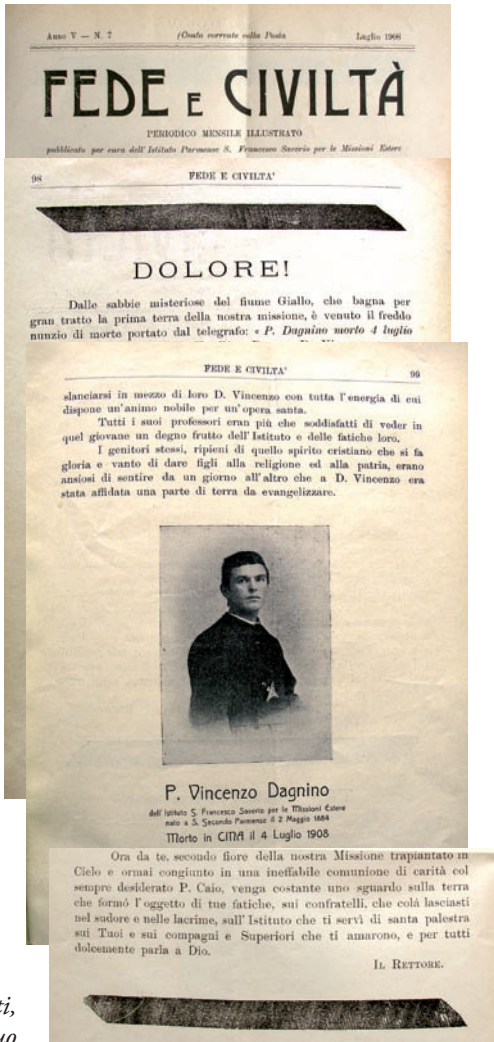 Anno V — N. 7 (Conto corrente colla Posta Luglio 1908
FEDE E CIVILTÀ
PERIODICO MENSILE ILLUSTRATO
pubblicato per cura dell' Istituto Parmense S. Francesco Saverio per le Missioni Estere
98 FEDE E CIVILTA'
DOLORE!
Dalle sabbie misteriose del fiume Giallo, che bagna per
gran tratto la prima terra della nostra missione, è venuto il freddo
nunzio di morte portato dal telegrafo: « P. Dagnino morto 4 luglio
FEDE E CIVILTA' 99
slanciarsi in mezzo di loro D. Vincenzo con tutta l'energia di cui
dispone un'animo nobile per un'opera santa.
Tutti i suoi professori eran più che soddisfatti di veder in
quel giovane un degno frutto dell'Istituto e delle fatiche loro.
I genitori stessi, ripieni di quello spirito cristiano che si fa
gloria e vanto di dare figli alla religione ed alla patria, erano
ansiosi di sentire da un giorno all'altro che a D. Vincenzo era
stata affidata una parte di terra da evangelizzare.
P. Vincenzo Dagnino
dell' Istituto S. Francesco Saverio per le Missioni Estere
nato a S. Secondo Parmense il 2 Maggio 1884
Morto in CINA il 4 Luglio 1908
Ora da te, secondo fiore della nostra Missione trapiantato in
Cielo e ormai congiunto in una ineffabile comunione di carità col
sempre desiderato P. Caio, venga costante uno sguardo sulla terra
che formò l'oggetto di tue fatiche, sui confratelli, che colà lasciasti
nel sudore e nelle lacrime, sull'Istituto che ti servì di santa palestra
sui Tuoi e sui compagni e Superiori che ti amarono, e per tutti
dolcemente parla a Dio.
IL RETTORE.
ti,